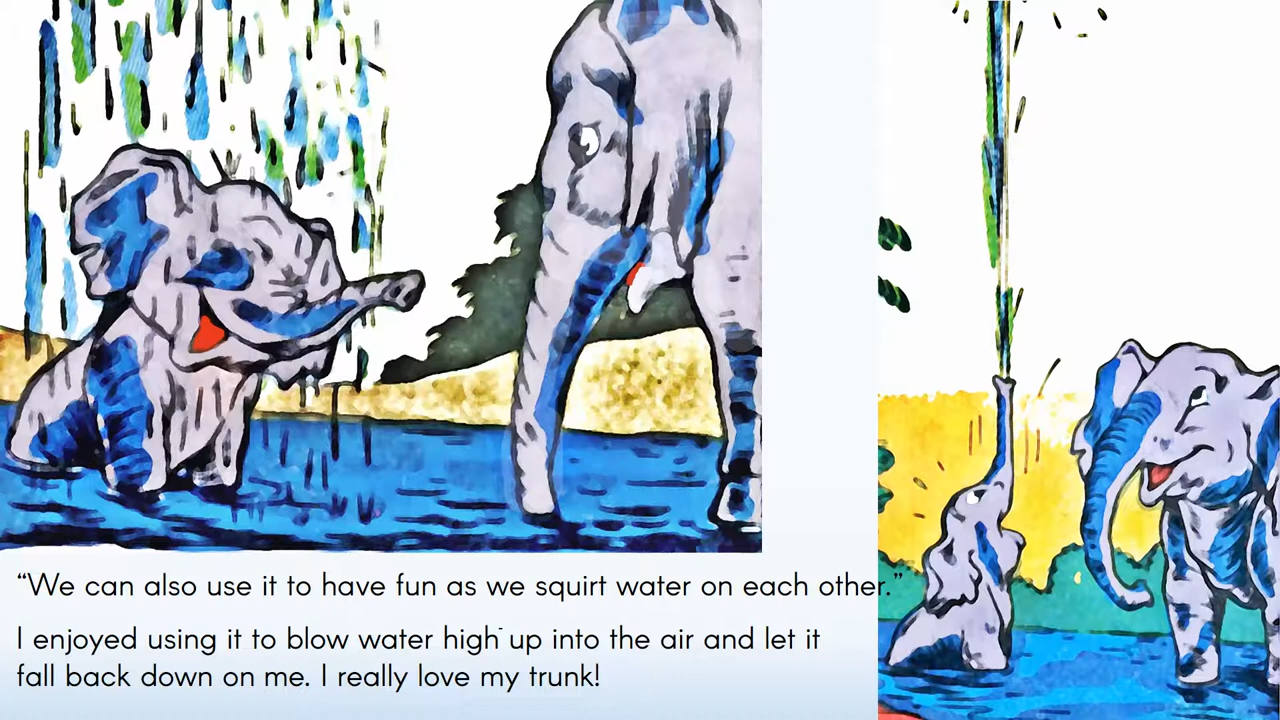 “We can also use it to have fun as we squirt water on each other.”
I enjoyed using it to blow water high up into the air and let it
fall back down on me. I really love my trunk!